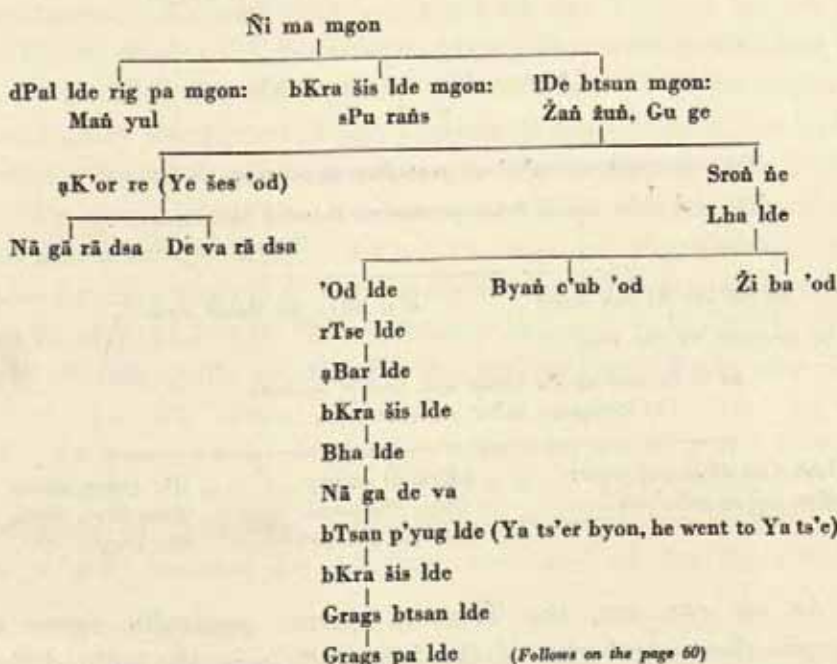 Ñi ma mgon
dPal lde rig pa mgon: bKra šis lde mgon: lDe btsun mgon:
Maṅ yul sPu raṅs Žaṅ žuṅ, Gu ge
ạK'or re (Ye šes 'od) Sroṅ ṅe
Lha lde
Nā gā rā dsa De va rā dsa
'Od lde Byaṅ c'ub 'od Ži ba 'od
rTse lde
ạBar lde
bKra šis lde
Bha lde
Nā ga de va
bTsan p'yug lde (Ya ts'er byon, he went to Ya ts'e)
bKra šis lde
Grags btsan lde
Grags pa lde (Follows on the page 60)